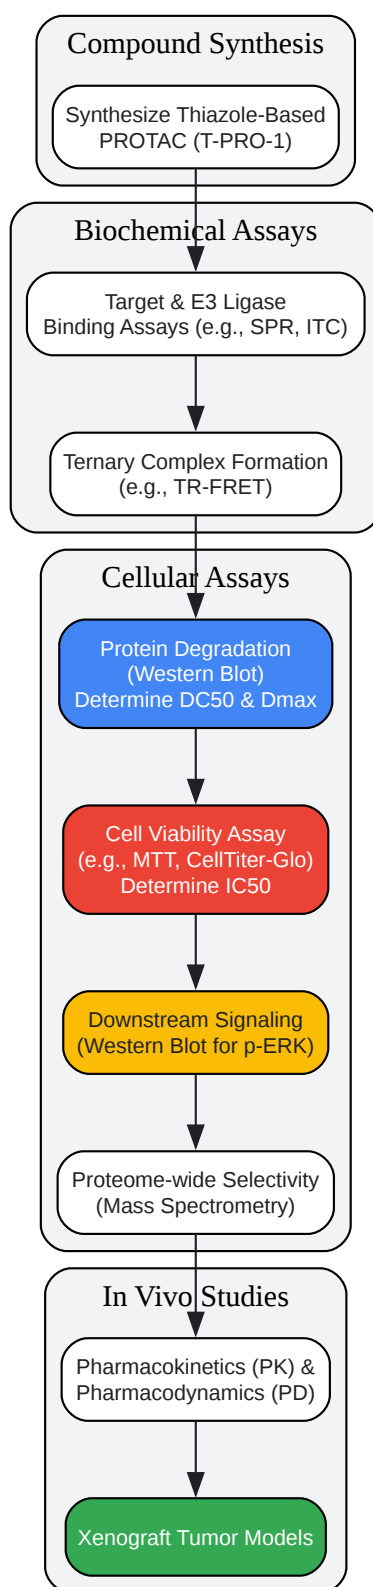 Compound Synthesis
Synthesize Thiazole-Based
PROTAC (T-PRO-1)
Biochemical Assays
Target & E3 Ligase
Binding Assays (e.g., SPR, ITC)
Ternary Complex Formation
(e.g., TR-FRET)
Cellular Assays
Protein Degradation
(Western Blot)
Determine DC50 & Dmax
Cell Viability Assay
(e.g., MTT, CellTiter-Glo)
Determine IC50
Downstream Signaling
(Western Blot for p-ERK)
Proteome-wide Selectivity
(Mass Spectrometry)
In Vivo Studies
Pharmacokinetics (PK) &
Pharmacodynamics (PD)
Xenograft Tumor Models